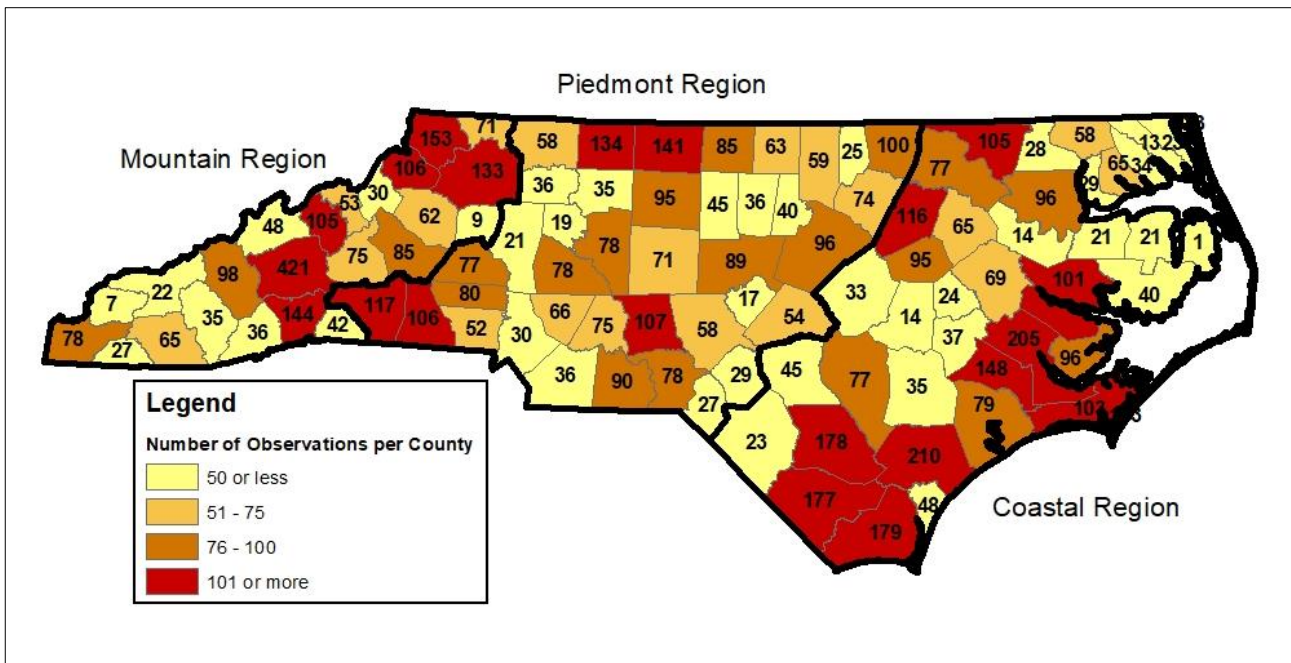 Piedmont Region
Mountain Region
153 71 58 134 141 85 63 59 25 100 105 28 58
106 133 30 36 35 95 45 36 40 74 77 96 65 34 29
48 105 53 62 9 21 19 78 78 71 89 96 116 65 14 21 21 1
98 421 75 85 77 80 95 69 101 40
7 22 35 144 117 106 52 66 75 107 58 17 54 33 14 24 37 205 96
78 27 65 36 42 30 36 90 78 29 27 45 77 35 148 79
23 178 210
177 179 48
Coastal Region
Legend
Number of Observations per County
50 or less
51 - 75
76 - 100
101 or more